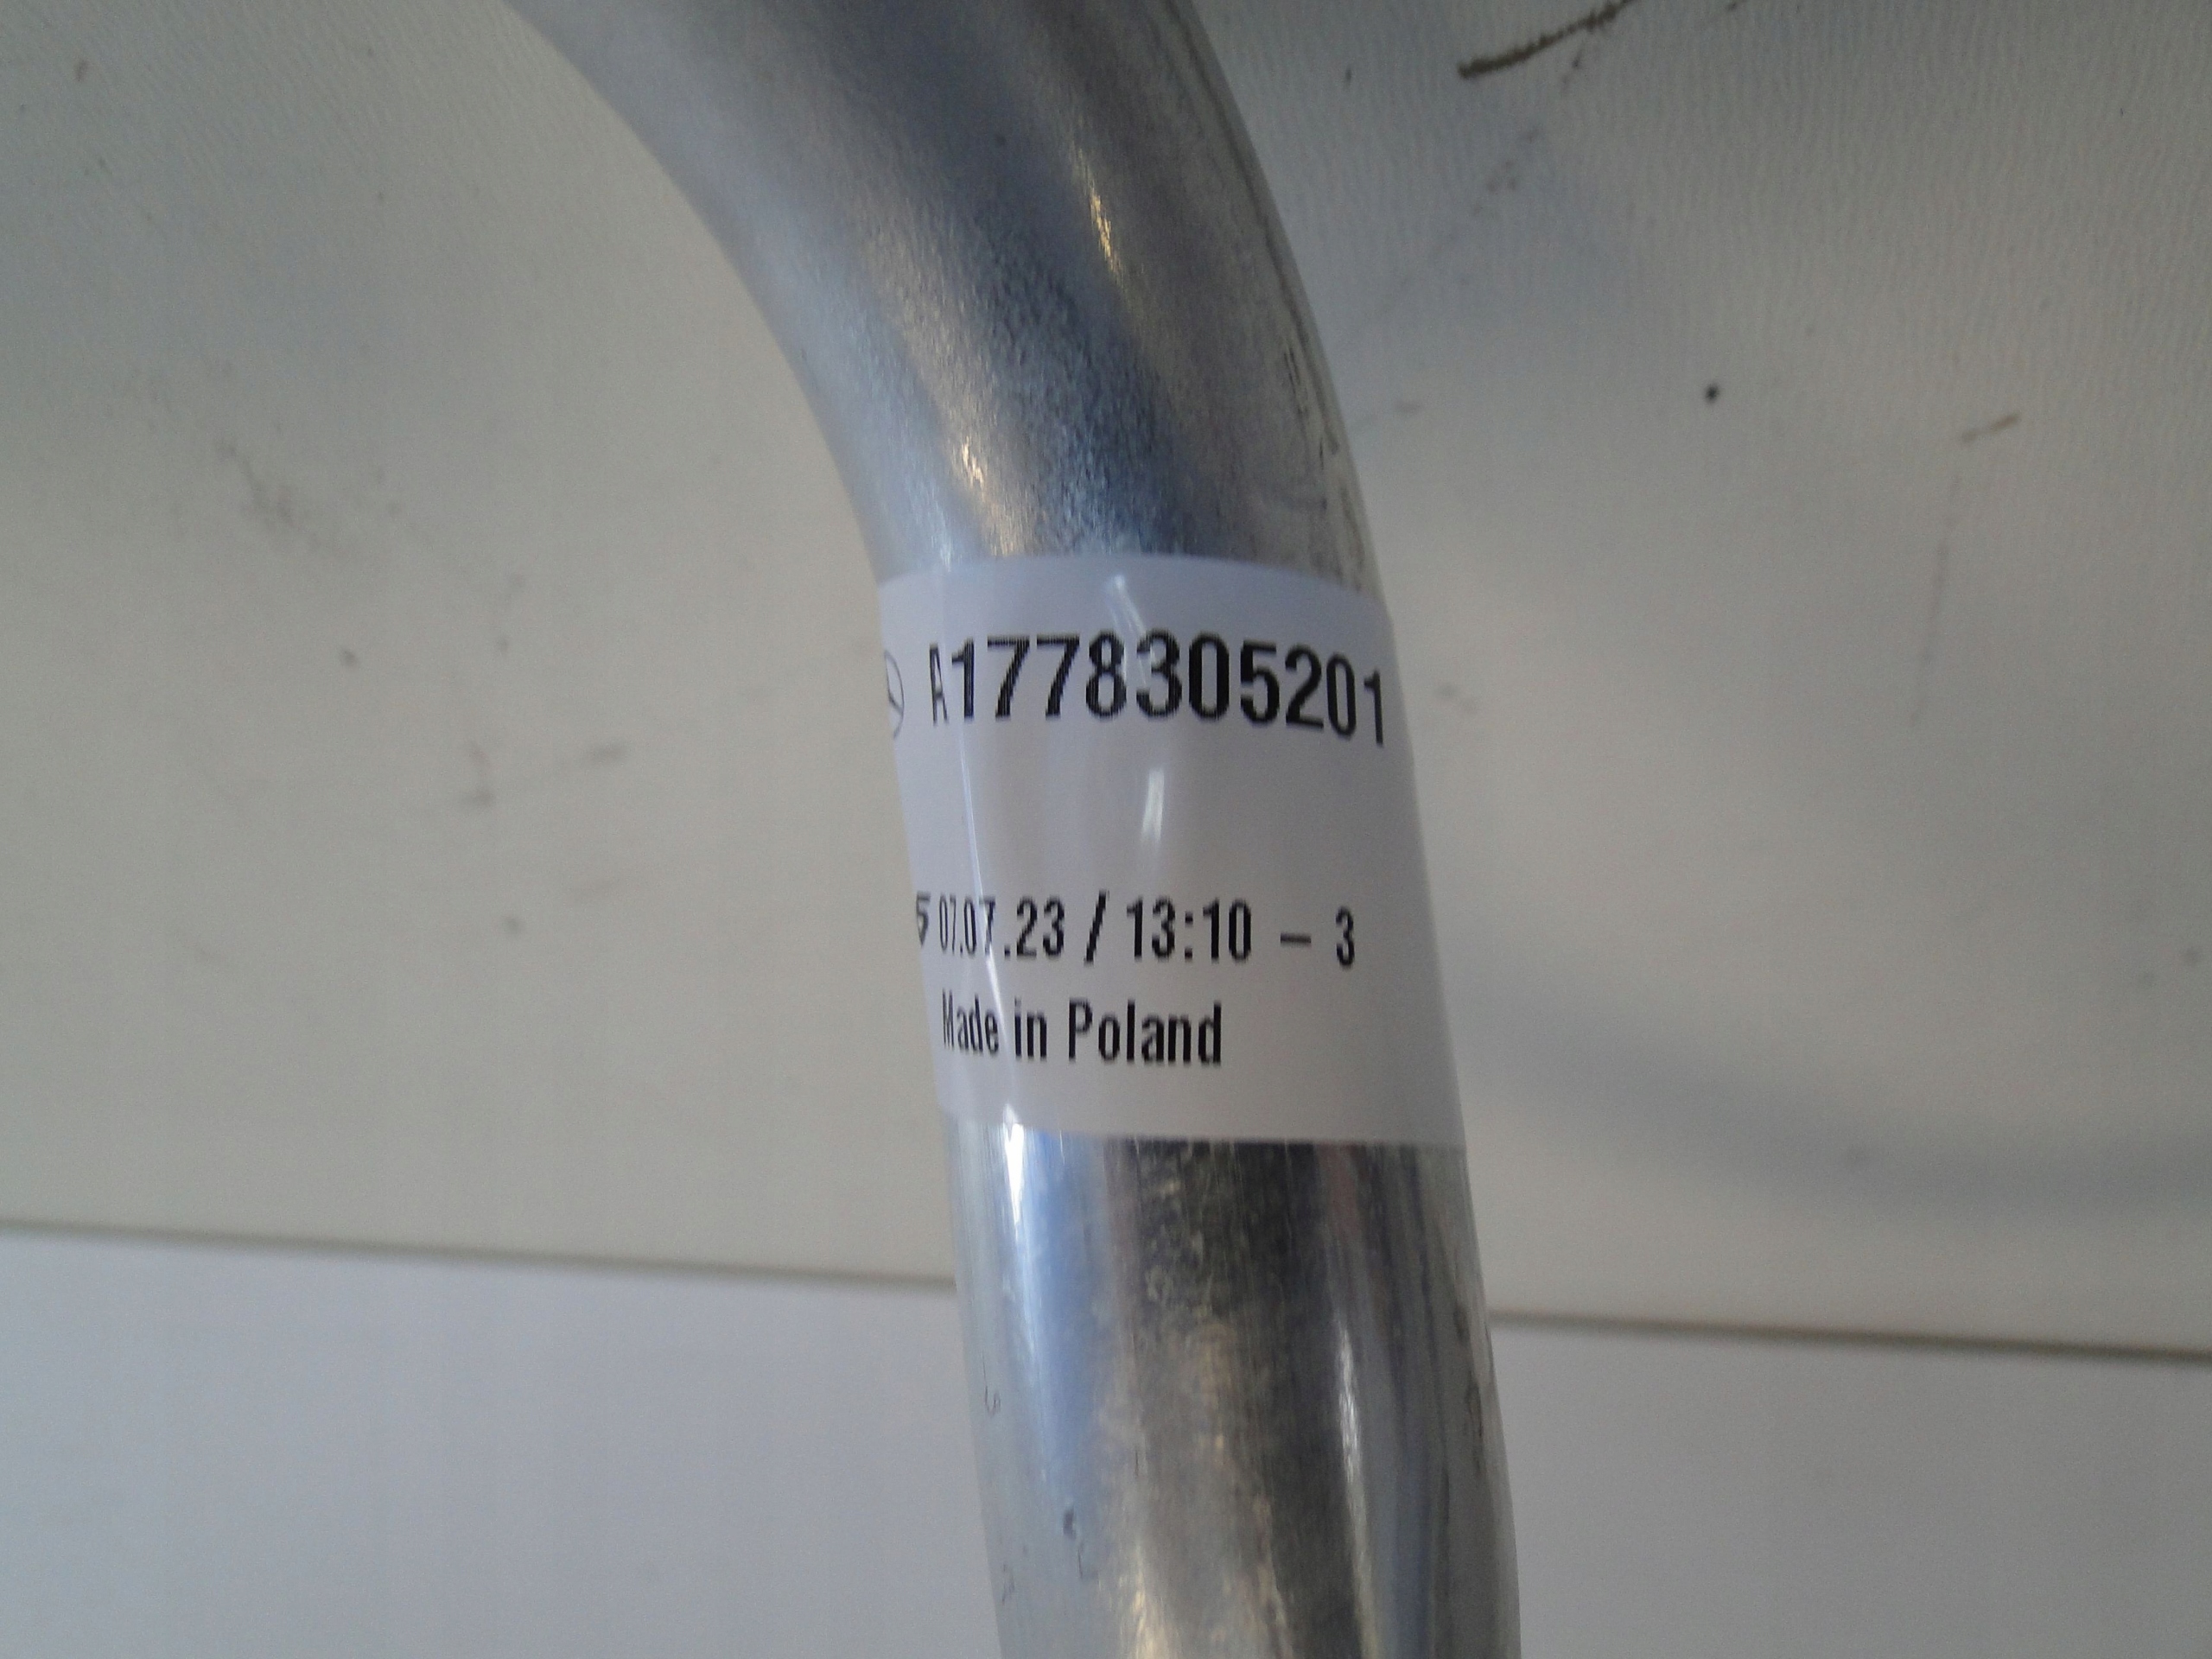 A1778305201
07.07.23 / 13:10 – 3
Made in Poland